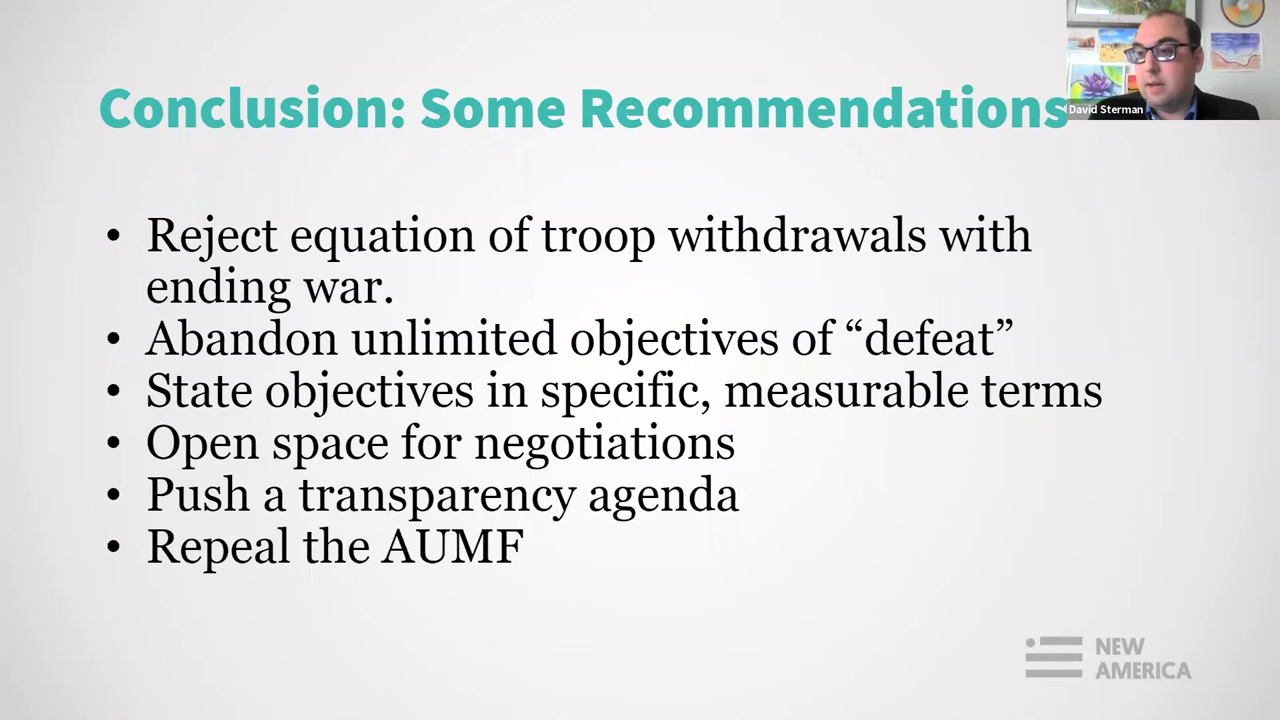 Conclusion: Some Recommendations
David Sterman
• Reject equation of troop withdrawals with
ending war.
• Abandon unlimited objectives of “defeat”
• State objectives in specific, measurable terms
• Open space for negotiations
• Push a transparency agenda
• Repeal the AUMF
NEW
AMERICA